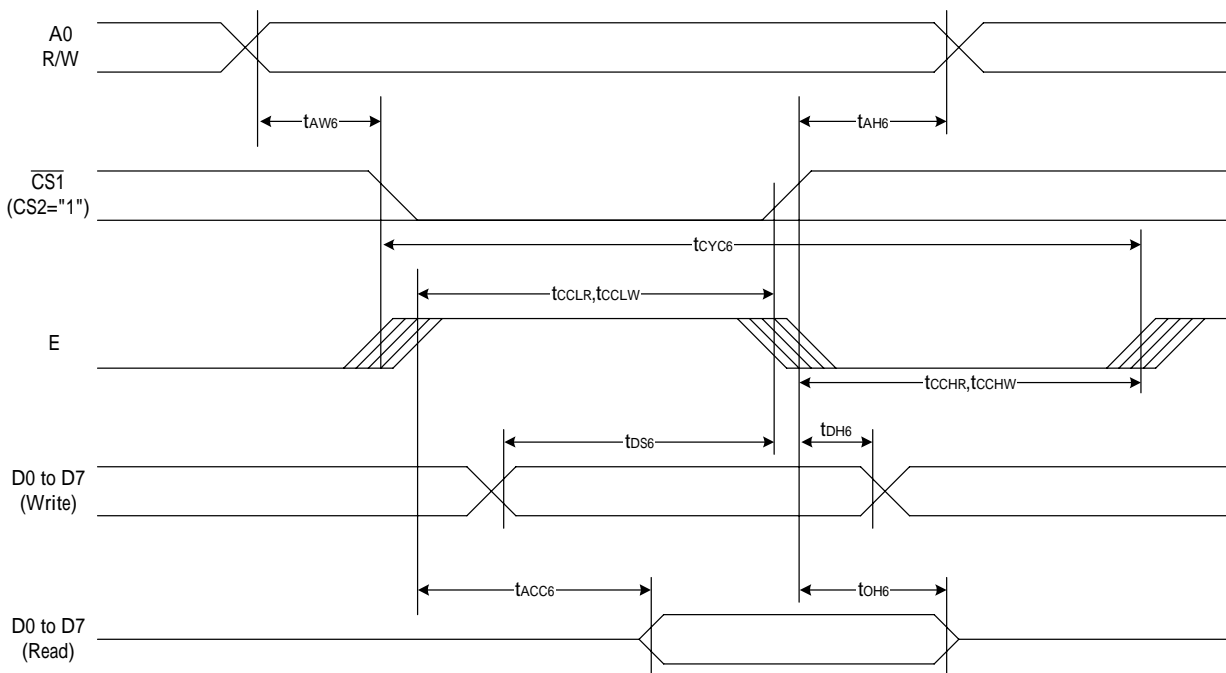 A0
R/W
tAW6
tAH6
CS1
(CS2="1")
tCYC6
tCCLR,tCCLW
E
tCCHR,tCCHW
tDS6
tDH6
D0 to D7
(Write)
tACC6
tOH6
D0 to D7
(Read)